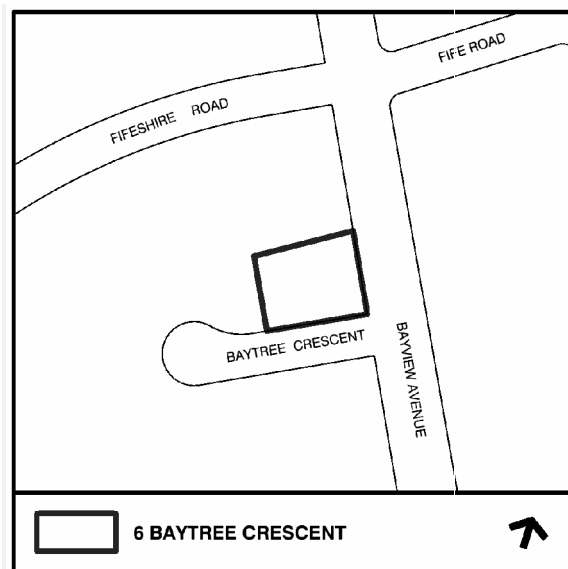 FIFE ROAD
FIFESHIRE ROAD
BAYTREE CRESCENT
BAYVIEW AVENUE
6 BAYTREE CRESCENT